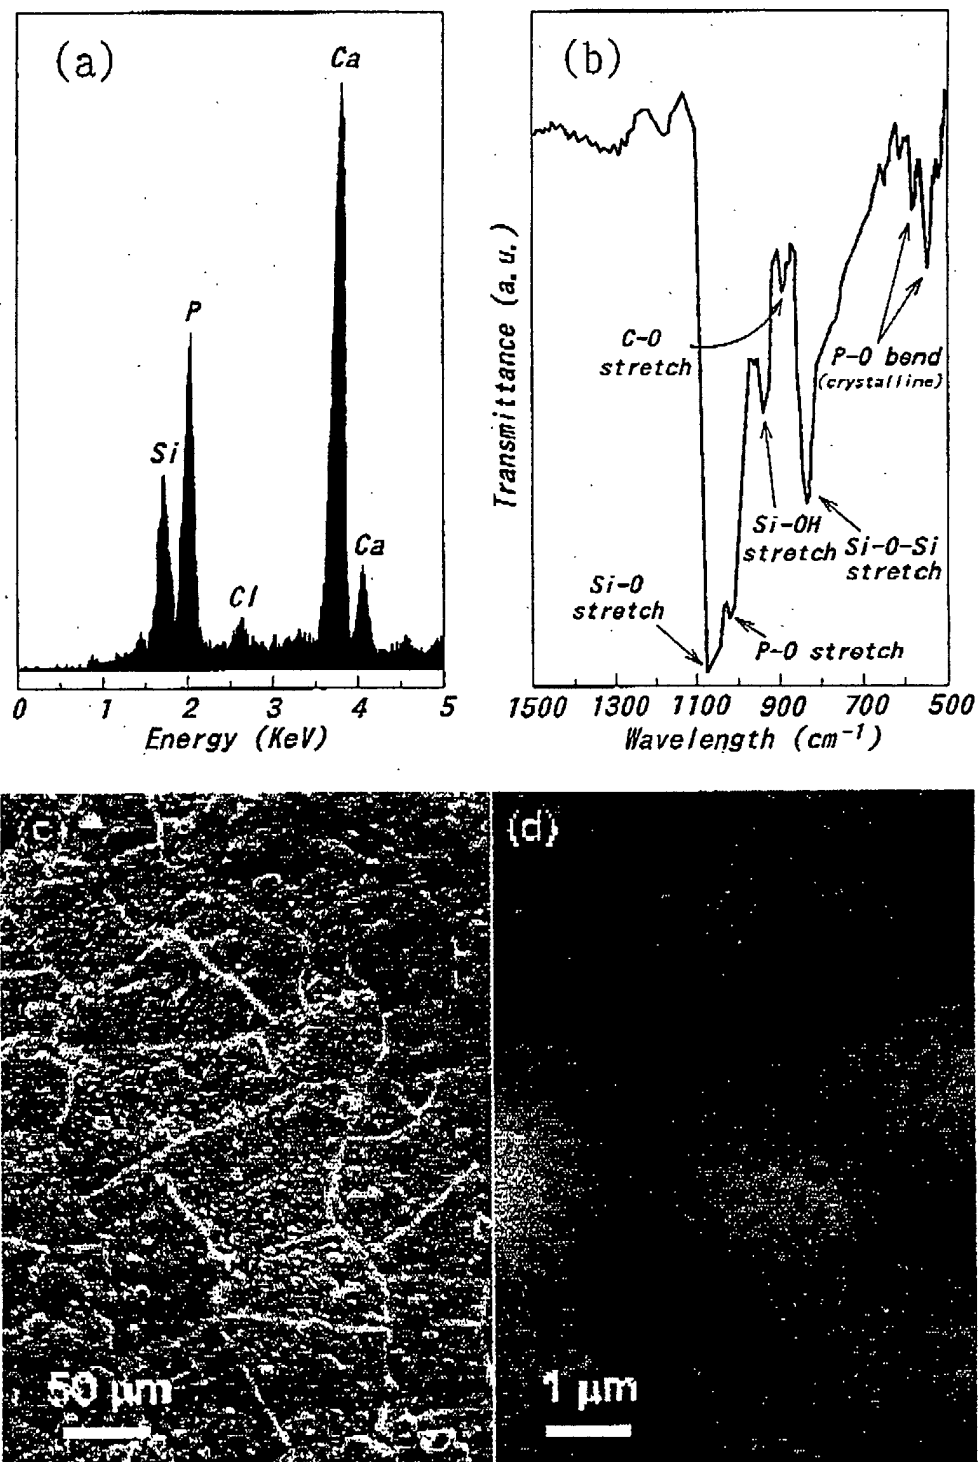 (a)
Ca
P
Si
Ca
Cl
0 1 2 3 4 5
Energy (KeV)
(b)
Transmittance (a. u.)
C-O
stretch
P-O bend
(crystalline)
Si-OH
stretch
Si-O-Si
stretch
Si-O
stretch
P-O stretch
1500 1300 1100 900 700 500
Wavelength (cm-1)
(c)
50 μm
(d)
1 μm